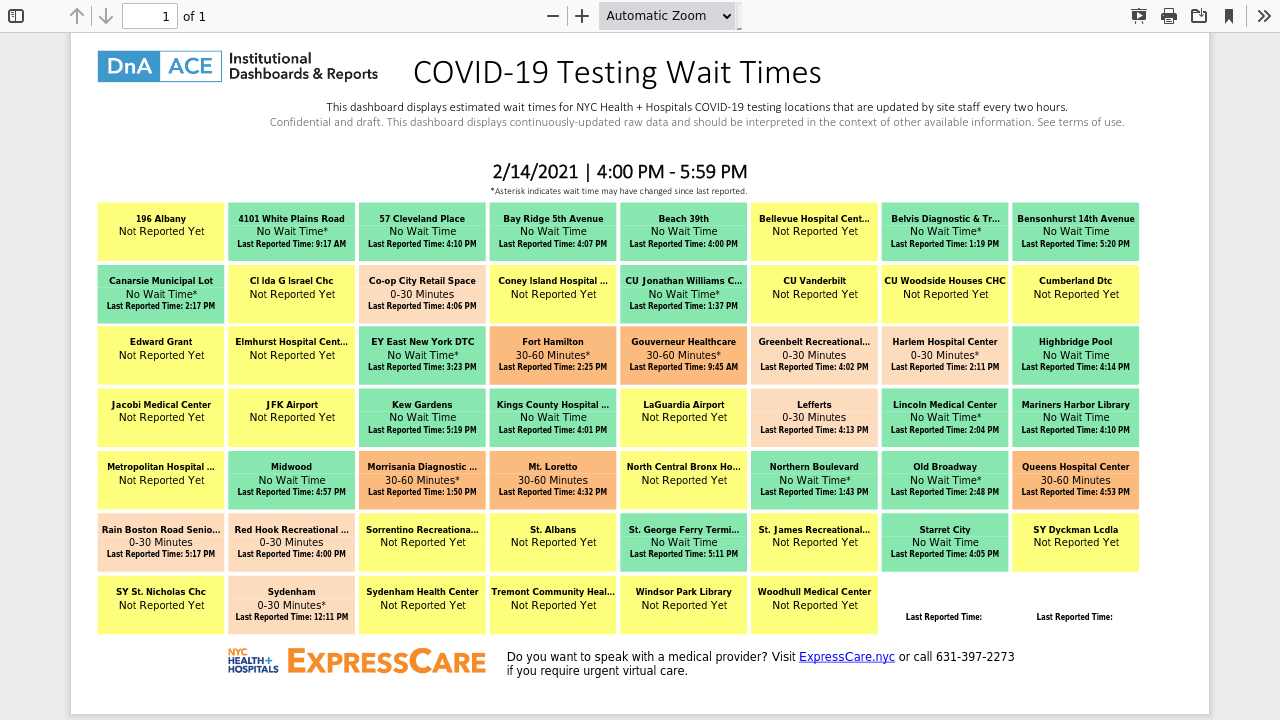 1 of 1
Automatic Zoom
DnA ACE Institutional
Dashboards & Reports
COVID-19 Testing Wait Times
This dashboard displays estimated wait times for NYC Health + Hospitals COVID-19 testing locations that are updated by site staff every two hours.
Confidential and draft. This dashboard displays continuously-updated raw data and should be interpreted in the context of other available information. See terms of use.
2/14/2021 | 4:00 PM - 5:59 PM
*Asterisk indicates wait time may have changed since last reported.
196 Albany
Not Reported Yet
4101 White Plains Road
No Wait Time*
Last Reported Time: 9:17 AM
57 Cleveland Place
No Wait Time
Last Reported Time: 4:10 PM
Bay Ridge 5th Avenue
No Wait Time
Last Reported Time: 4:07 PM
Beach 39th
No Wait Time
Last Reported Time: 4:00 PM
Bellevue Hospital Cent...
Not Reported Yet
Belvis Diagnostic & Tr...
No Wait Time*
Last Reported Time: 1:19 PM
Bensonhurst 14th Avenue
No Wait Time
Last Reported Time: 5:20 PM
Canarsie Municipal Lot
No Wait Time*
Last Reported Time: 2:17 PM
Cl Ida G Israel Chc
Not Reported Yet
Co-op City Retail Space
0-30 Minutes
Last Reported Time: 4:06 PM
Coney Island Hospital ...
Not Reported Yet
CU Jonathan Williams C...
No Wait Time*
Last Reported Time: 1:37 PM
CU Vanderbilt
Not Reported Yet
CU Woodside Houses CHC
Not Reported Yet
Cumberland Dtc
Not Reported Yet
Edward Grant
Not Reported Yet
Elmhurst Hospital Cent...
Not Reported Yet
EY East New York DTC
No Wait Time*
Last Reported Time: 3:23 PM
Fort Hamilton
30-60 Minutes*
Last Reported Time: 2:25 PM
Gouverneur Healthcare
30-60 Minutes*
Last Reported Time: 9:45 AM
Greenbelt Recreational...
0-30 Minutes
Last Reported Time: 4:02 PM
Harlem Hospital Center
0-30 Minutes*
Last Reported Time: 2:11 PM
Highbridge Pool
No Wait Time
Last Reported Time: 4:14 PM
Jacobi Medical Center
Not Reported Yet
JFK Airport
Not Reported Yet
Kew Gardens
No Wait Time
Last Reported Time: 5:19 PM
Kings County Hospital ...
No Wait Time
Last Reported Time: 4:01 PM
LaGuardia Airport
Not Reported Yet
Lefferts
0-30 Minutes
Last Reported Time: 4:13 PM
Lincoln Medical Center
No Wait Time*
Last Reported Time: 2:04 PM
Mariners Harbor Library
No Wait Time
Last Reported Time: 4:10 PM
Metropolitan Hospital ...
Not Reported Yet
Midwood
No Wait Time
Last Reported Time: 4:57 PM
Morrisania Diagnostic ...
30-60 Minutes*
Last Reported Time: 1:50 PM
Mt. Loretto
30-60 Minutes
Last Reported Time: 4:32 PM
North Central Bronx Ho...
Not Reported Yet
Northern Boulevard
No Wait Time*
Last Reported Time: 1:43 PM
Old Broadway
No Wait Time*
Last Reported Time: 2:48 PM
Queens Hospital Center
30-60 Minutes
Last Reported Time: 4:53 PM
Rain Boston Road Senio...
0-30 Minutes
Last Reported Time: 5:17 PM
Red Hook Recreational ...
0-30 Minutes
Last Reported Time: 4:00 PM
Sorrentino Recreationa...
Not Reported Yet
St. Albans
Not Reported Yet
St. George Ferry Termi...
No Wait Time
Last Reported Time: 5:11 PM
St. James Recreational...
Not Reported Yet
Starret City
No Wait Time
Last Reported Time: 4:05 PM
SY Dyckman Lcdla
Not Reported Yet
SY St. Nicholas Chc
Not Reported Yet
Sydenham
0-30 Minutes*
Last Reported Time: 12:11 PM
Sydenham Health Center
Not Reported Yet
Tremont Community Heal...
Not Reported Yet
Windsor Park Library
Not Reported Yet
Woodhull Medical Center
Not Reported Yet
Last Reported Time:
Last Reported Time:
NYC
HEALTH+
HOSPITALS
EXPRESSCARE
Do you want to speak with a medical provider? Visit ExpressCare.nyc or call 631-397-2273
if you require urgent virtual care.